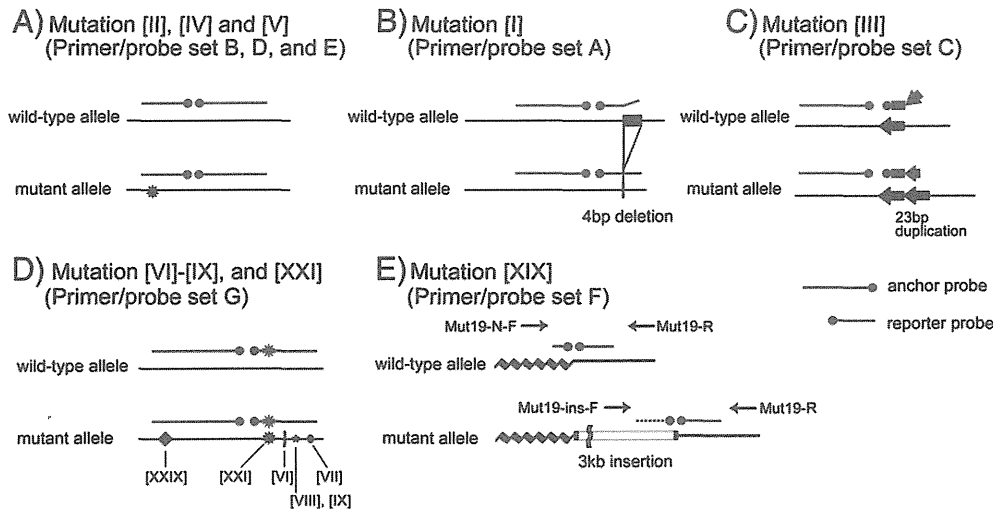 A) Mutation [II], [IV] and [V]
(Primer/probe set B, D, and E)
wild-type allele
mutant allele
B) Mutation [I]
(Primer/probe set A)
wild-type allele
mutant allele
4bp deletion
C) Mutation [III]
(Primer/probe set C)
wild-type allele
mutant allele
23bp
duplication
D) Mutation [VI]-[IX], and [XXI]
(Primer/probe set G)
wild-type allele
mutant allele
[XXIX]
[XXI]
[VI]
[VII]
[VIII], [IX]
E) Mutation [XIX]
(Primer/probe set F)
Mut19-N-F
Mut19-R
wild-type allele
Mut19-ins-F
Mut19-R
mutant allele
3kb insertion
anchor probe
reporter probe